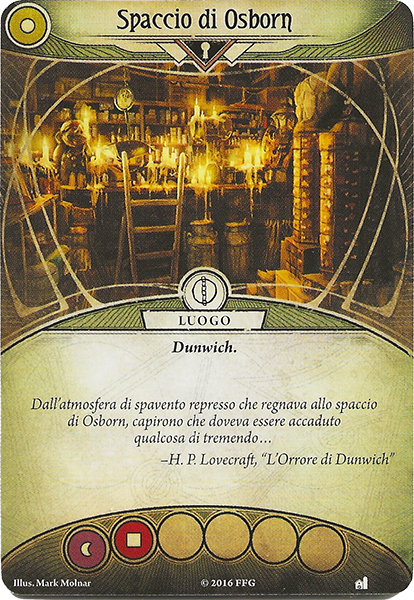 Spaccio di Osborn
LUOGO
Dunwich.
Dall'atmosfera di spavento represso che regnava allo spaccio
di Osborn, capirono che doveva essere accaduto
qualcosa di tremendo…
–H. P. Lovecraft, “L'Orrore di Dunwich”
Illus. Mark Molnar
© 2016 FFG